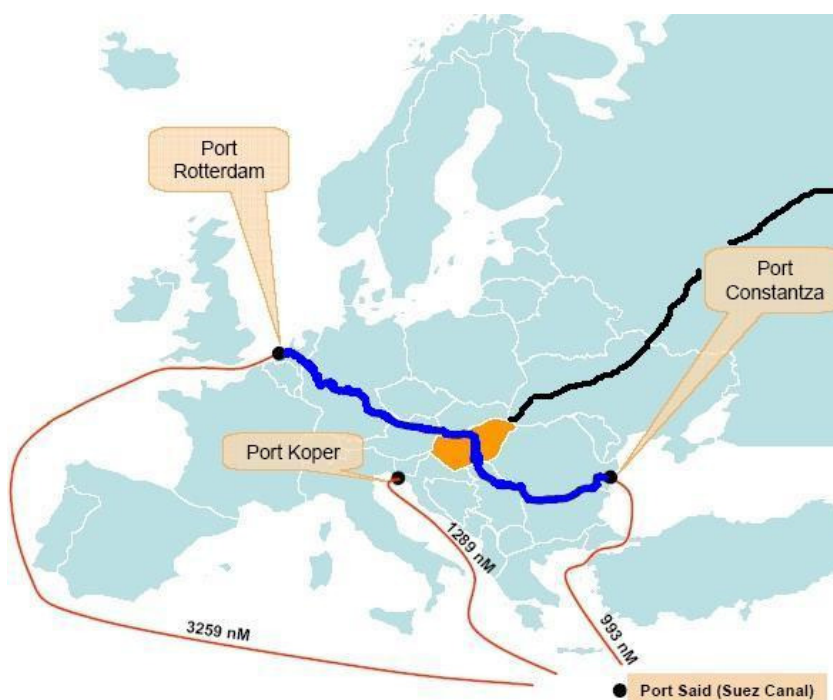 Port
Rotterdam
Port
Constantza
Port Koper
1289 nM
3259 nM
993 nM
Port Said (Suez Canal)